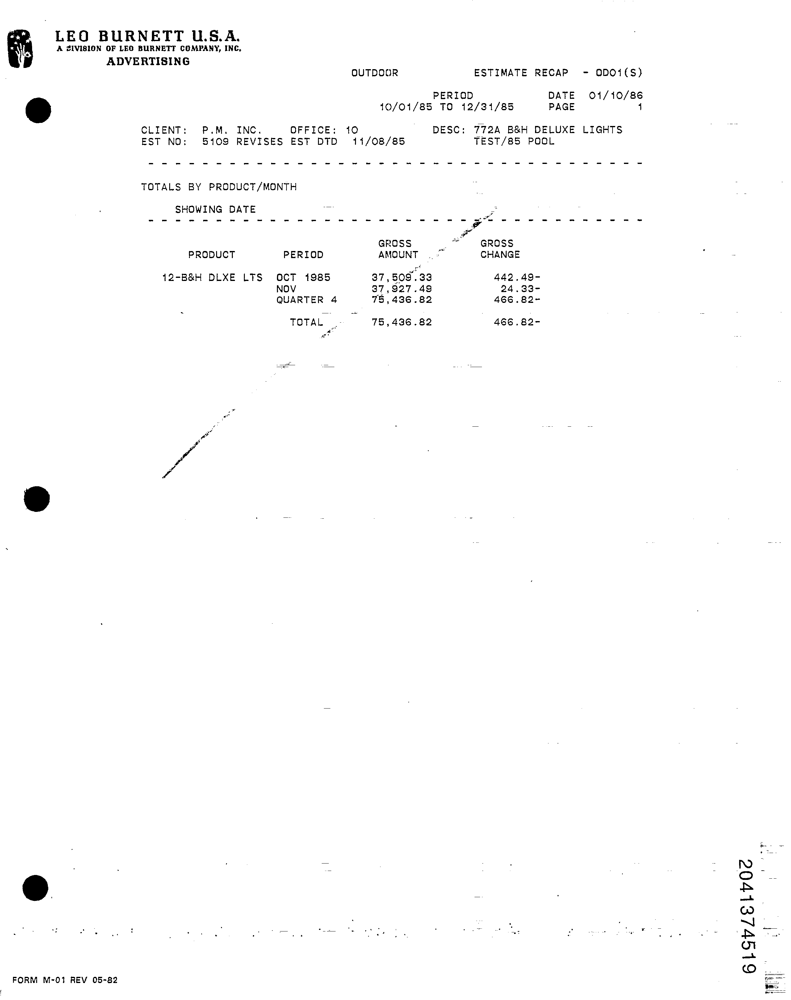 LEO BURNETT U.S.A.
A DIVISION OF LEO BURNETT COMPANY, INC.
ADVERTISING
OUTDOOR ESTIMATE RECAP - OD01(S)
PERIOD DATE 01/10/86
10/01/85 TO 12/31/85 PAGE 1
CLIENT: P.M. INC. OFFICE: 10 DESC: 772A B&H DELUXE LIGHTS
EST NO: 5109 REVISES EST DTD 11/08/85 TEST/85 POOL
- - - - - - - - - - - - - - - - - - - - - - - - - - - - - - - - - - -
TOTALS BY PRODUCT/MONTH
SHOWING DATE
- - - - - - - - - - - - - - - - - - - - - - - - - - - - - - - - - - -
GROSS GROSS
PRODUCT PERIOD AMOUNT CHANGE
12-B&H DLXE LTS OCT 1985 37,509.33 442.49-
NOV 37,927.49 24.33-
QUARTER 4 75,436.82 466.82-
TOTAL 75,436.82 466.82-
2041374519
FORM M-01 REV 05-82